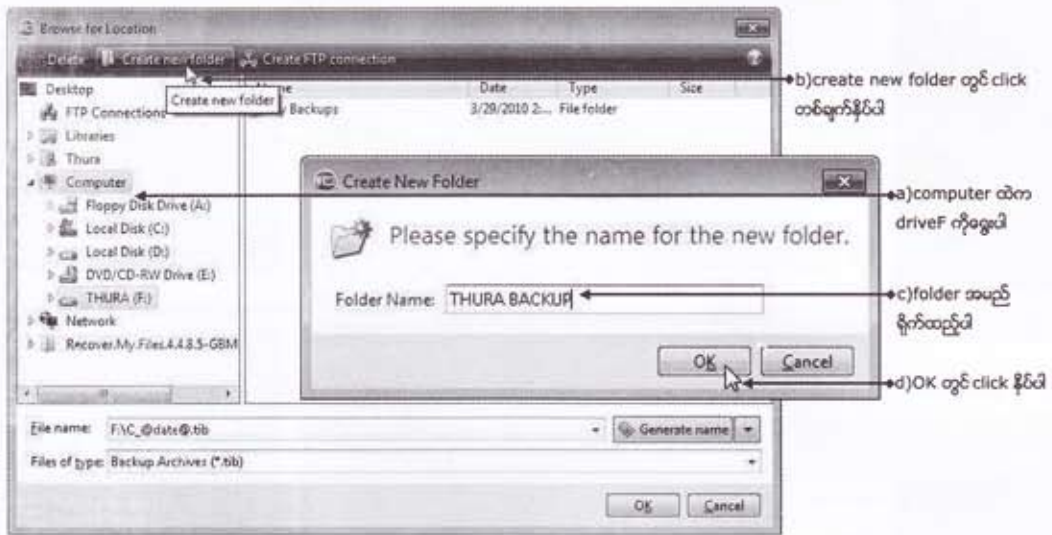 Browse for Location
Delete Create new folder Create FTP connection
Desktop
FTP Connections
Libraries
Thura
Computer
Floppy Disk Drive (A:)
Local Disk (C:)
Local Disk (D:)
DVD/CD-RW Drive (E:)
THURA (F:)
Network
Recover.My.Files.4.4.8.5-GBM
Create new folder
Date Type Size
Backups 3/29/2010 2:... File folder
Create New Folder
Please specify the name for the new folder.
Folder Name: THURA BACKUP
OK Cancel
File name: F:\C_@date@.tib Generate name
Files of type: Backup Archives (*.tib)
OK Cancel
b)create new folder တွင် click
တစ်ချက်နှိပ်ပါ
a)computer ထဲက
driveF ကိုရွေးပါ
c)folder အမည်
ရိုက်ထည့်ပါ
d)OK တွင် click နှိပ်ပါ